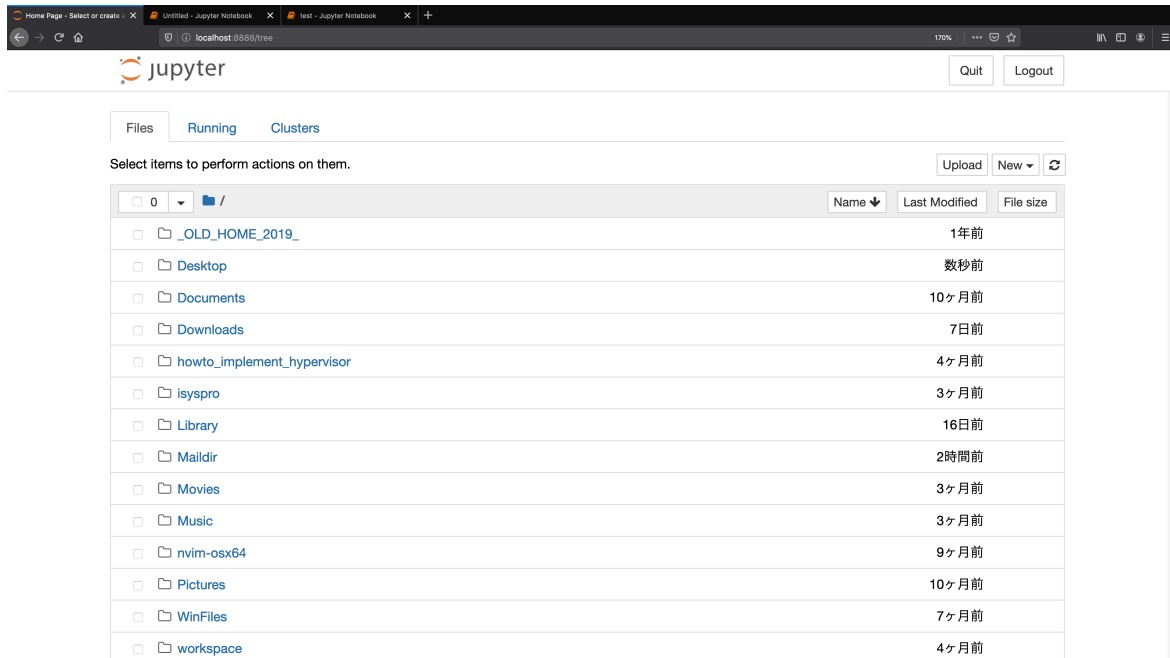 Home Page - Select or create a
Untitled - Jupyter Notebook
test - Jupyter Notebook
localhost:8888/tree
170%
jupyter
Quit
Logout
Files
Running
Clusters
Select items to perform actions on them.
Upload
New
0
/
Name
Last Modified
File size
_OLD_HOME_2019_ 1年前
Desktop 数秒前
Documents 10ヶ月前
Downloads 7日前
howto_implement_hypervisor 4ヶ月前
isyspro 3ヶ月前
Library 16日前
Maildir 2時間前
Movies 3ヶ月前
Music 3ヶ月前
nvim-osx64 9ヶ月前
Pictures 10ヶ月前
WinFiles 7ヶ月前
workspace 4ヶ月前